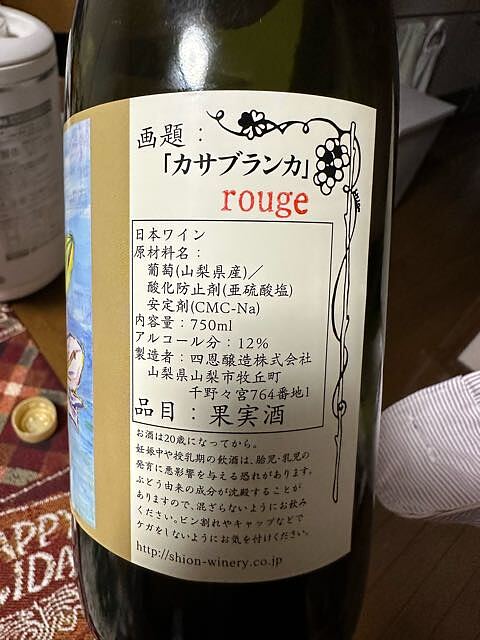 画題：
「カサブランカ」
rouge
日本ワイン
原材料名：
葡萄(山梨県産)／
酸化防止剤(亜硫酸塩)
安定剤(CMC-Na)
内容量：750ml
アルコール分：12%
製造者：四恩醸造株式会社
山梨県山梨市牧丘町
千野々宮764番地1
品目：果実酒
お酒は20歳になってから。
妊娠中や授乳期の飲酒は、胎児・乳児の
発育に悪影響を与える恐れがあります。
ぶどう由来の成分が沈殿することが
ありますので、混ざらないようにお飲み
ください。ビン割れやキャップなどで
ケガをしないようにお気を付けください。
http://shion-winery.co.jp
HAPPY